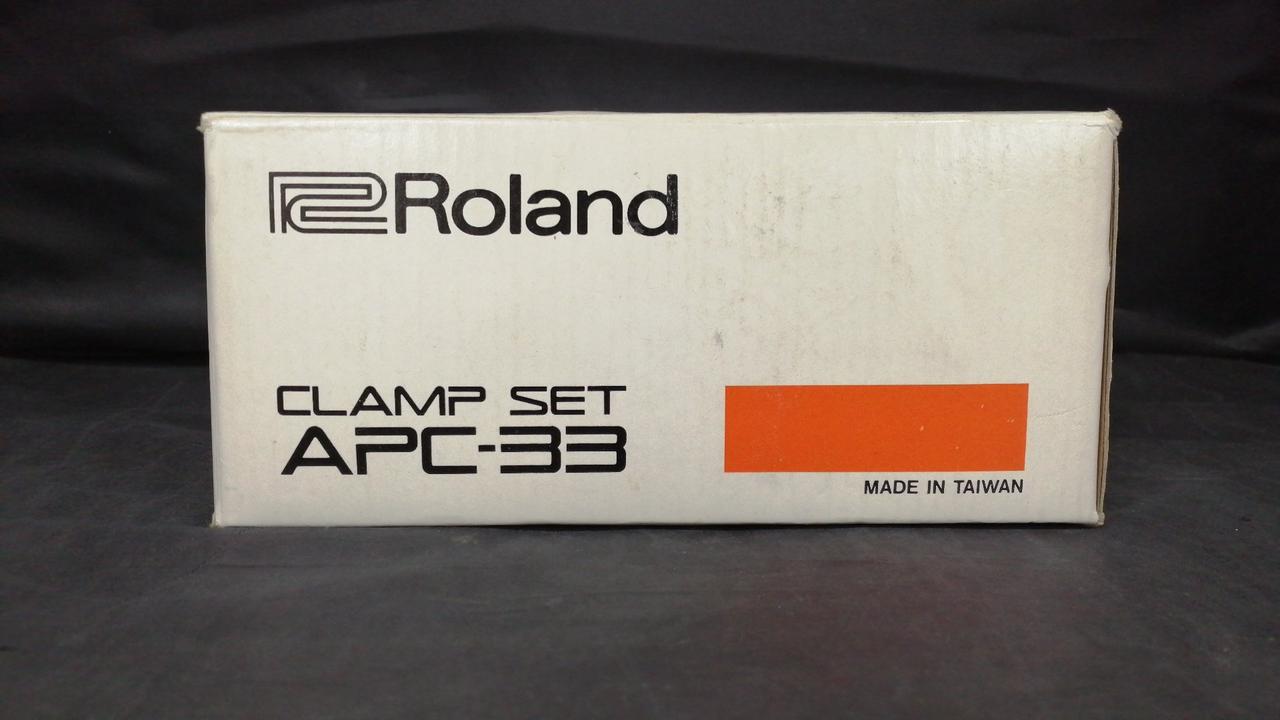 Roland
CLAMP SET
APC-33
MADE IN TAIWAN